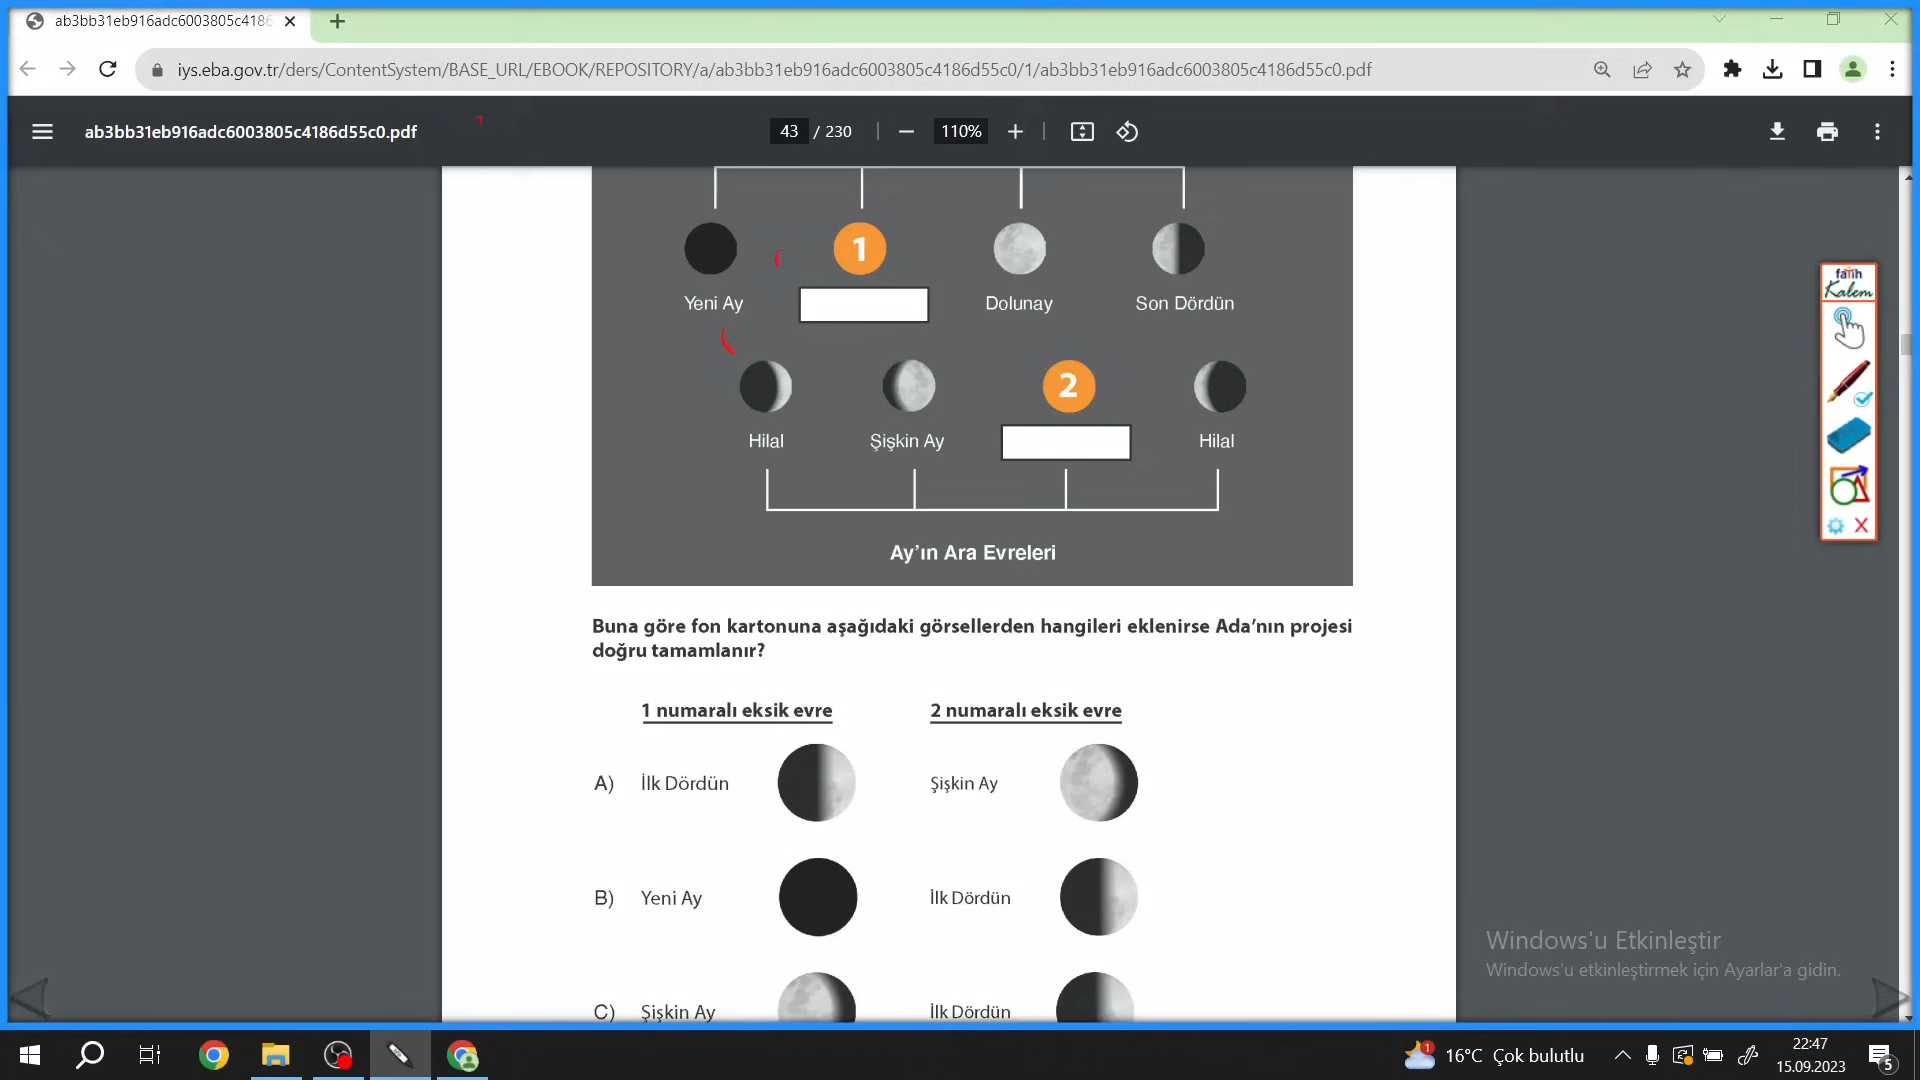 ab3bb31eb916adc6003805c4186
iys.eba.gov.tr/ders/ContentSystem/BASE_URL/EBOOK/REPOSITORY/a/ab3bb31eb916adc6003805c4186d55c0/1/ab3bb31eb916adc6003805c4186d55c0.pdf
ab3bb31eb916adc6003805c4186d55c0.pdf
43 / 230
110%
1
Yeni Ay
Dolunay
Son Dördün
2
Hilal
Şişkin Ay
Hilal
Ay’ın Ara Evreleri
Buna göre fon kartonuna aşağıdaki görsellerden hangileri eklenirse Ada’nın projesi
doğru tamamlanır?
1 numaralı eksik evre
2 numaralı eksik evre
A) İlk Dördün Şişkin Ay
B) Yeni Ay İlk Dördün
C) Şişkin Ay İlk Dördün
fatih
Kalem
Windows'u Etkinleştir
Windows'u etkinleştirmek için Ayarlar'a gidin.
1
16°C Çok bulutlu
22:47
15.09.2023
5